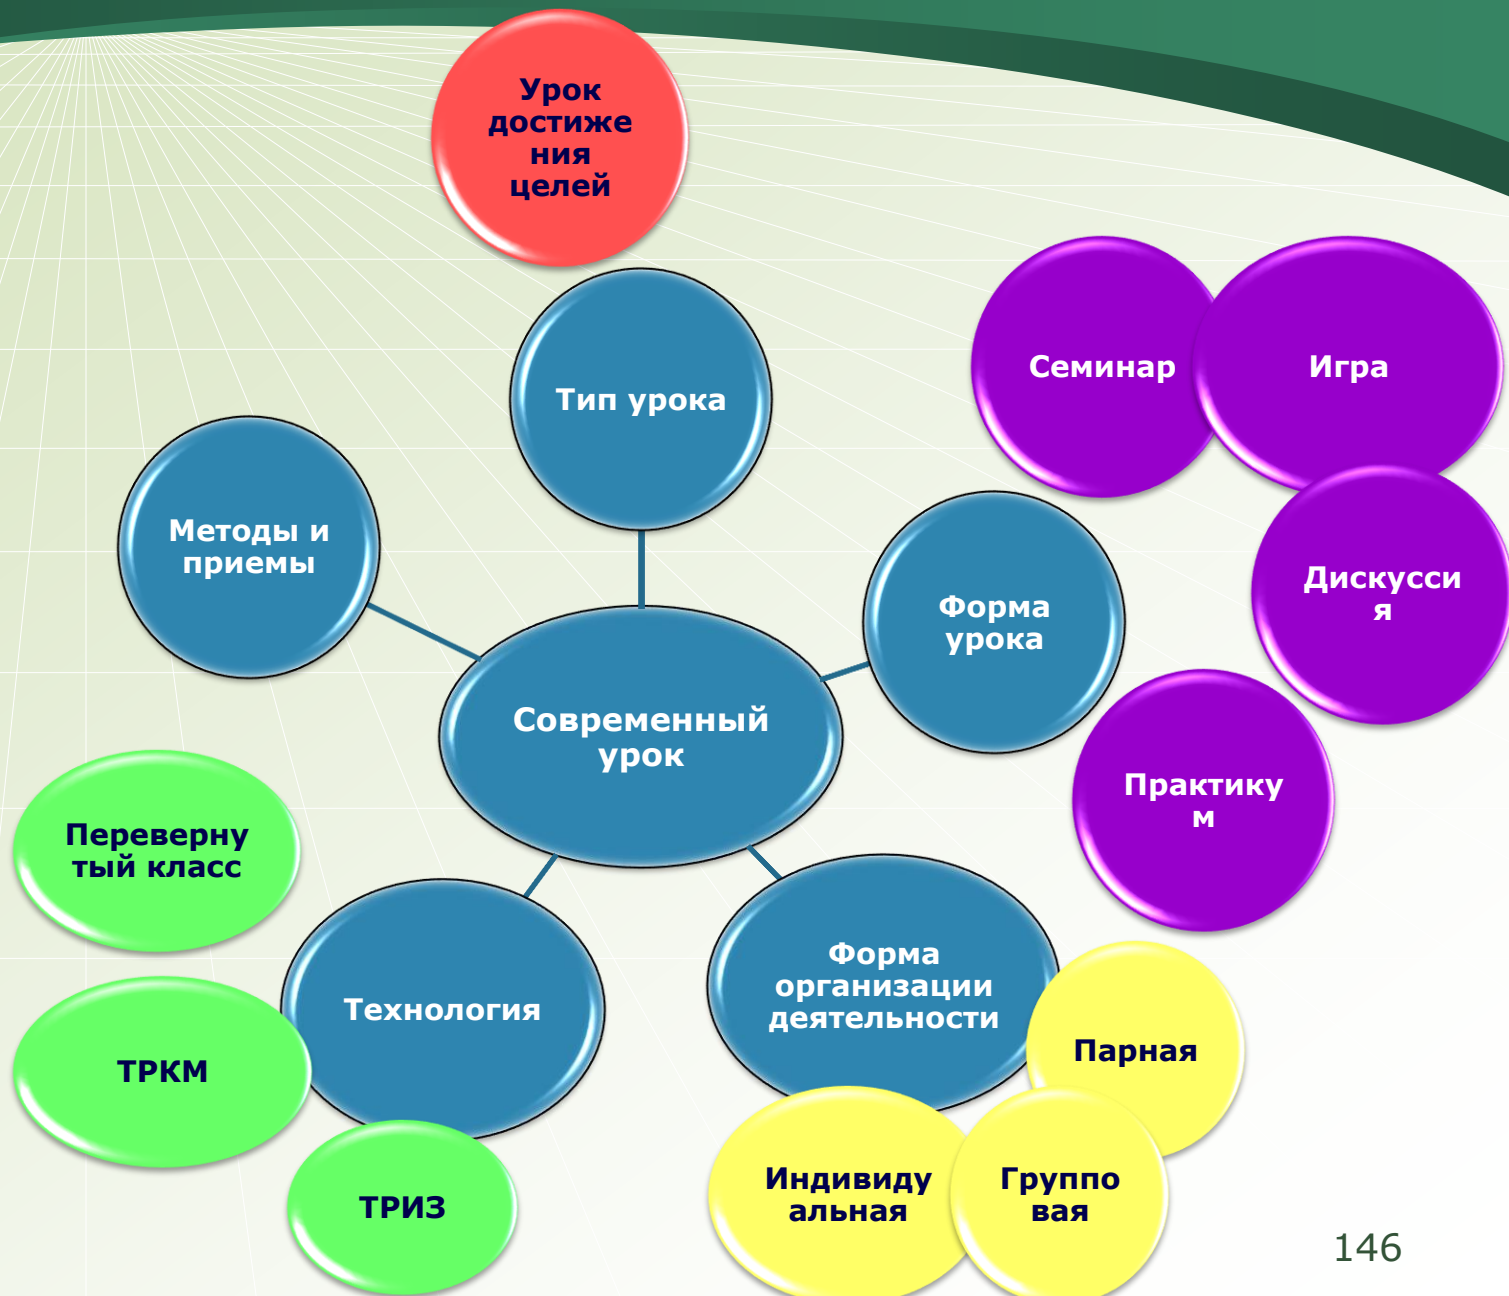 Урок
достиже
ния
целей
Тип урока
Семинар
Игра
Методы и
приемы
Форма
урока
Дискусси
я
Современный
урок
Практику
м
Переверну
тый класс
Технология
Форма
организации
деятельности
ТРКМ
Парная
ТРИЗ
Индивиду
альная
Группо
вая
146